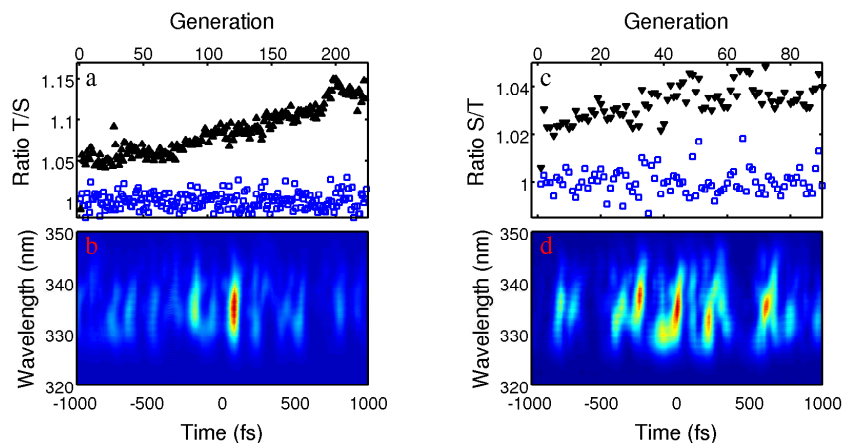 Generation
0 50 100 150 200
a
1.15
1.1
1.05
1
Ratio T/S
b
350
340
330
320
Wavelength (nm)
-1000 -500 0 500 1000
Time (fs)
Generation
0 20 40 60 80
c
1.04
1.02
1
Ratio S/T
d
350
340
330
320
Wavelength (nm)
-1000 -500 0 500 1000
Time (fs)